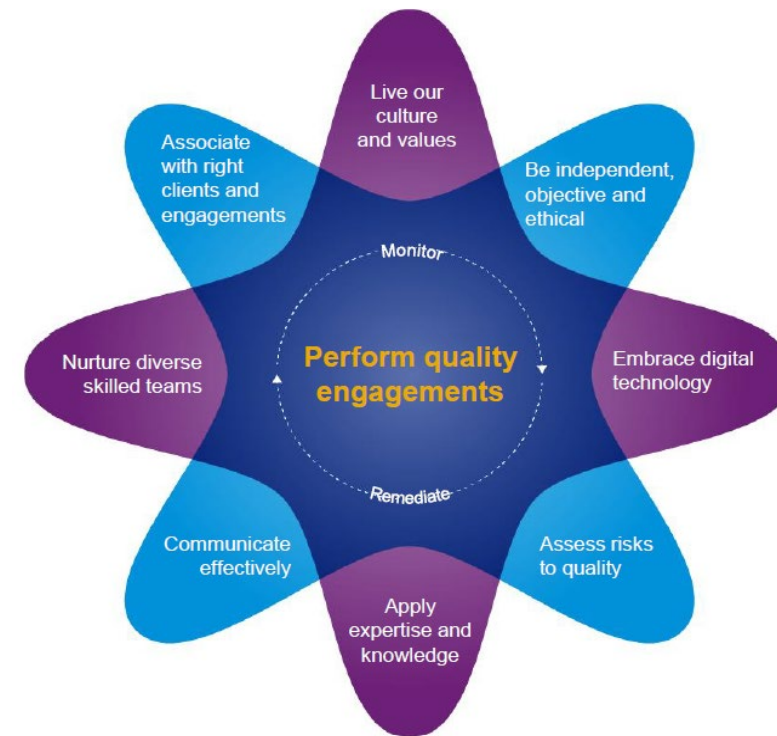 Live our
culture
and values
Associate
with right
clients and
engagements
Be independent,
objective and
ethical
Monitor
Perform quality
engagements
Nurture diverse
skilled teams
Embrace digital
technology
Remediate
Communicate
effectively
Assess risks
to quality
Apply
expertise and
knowledge